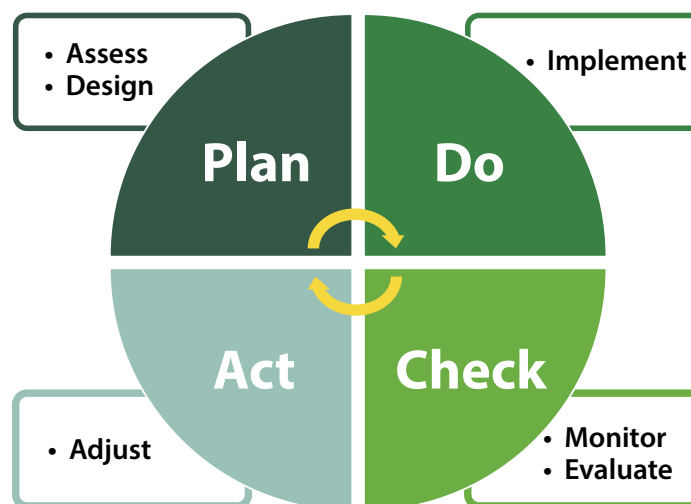 • Assess
• Design
• Implement
Plan
Do
Act
Check
• Adjust
• Monitor
• Evaluate